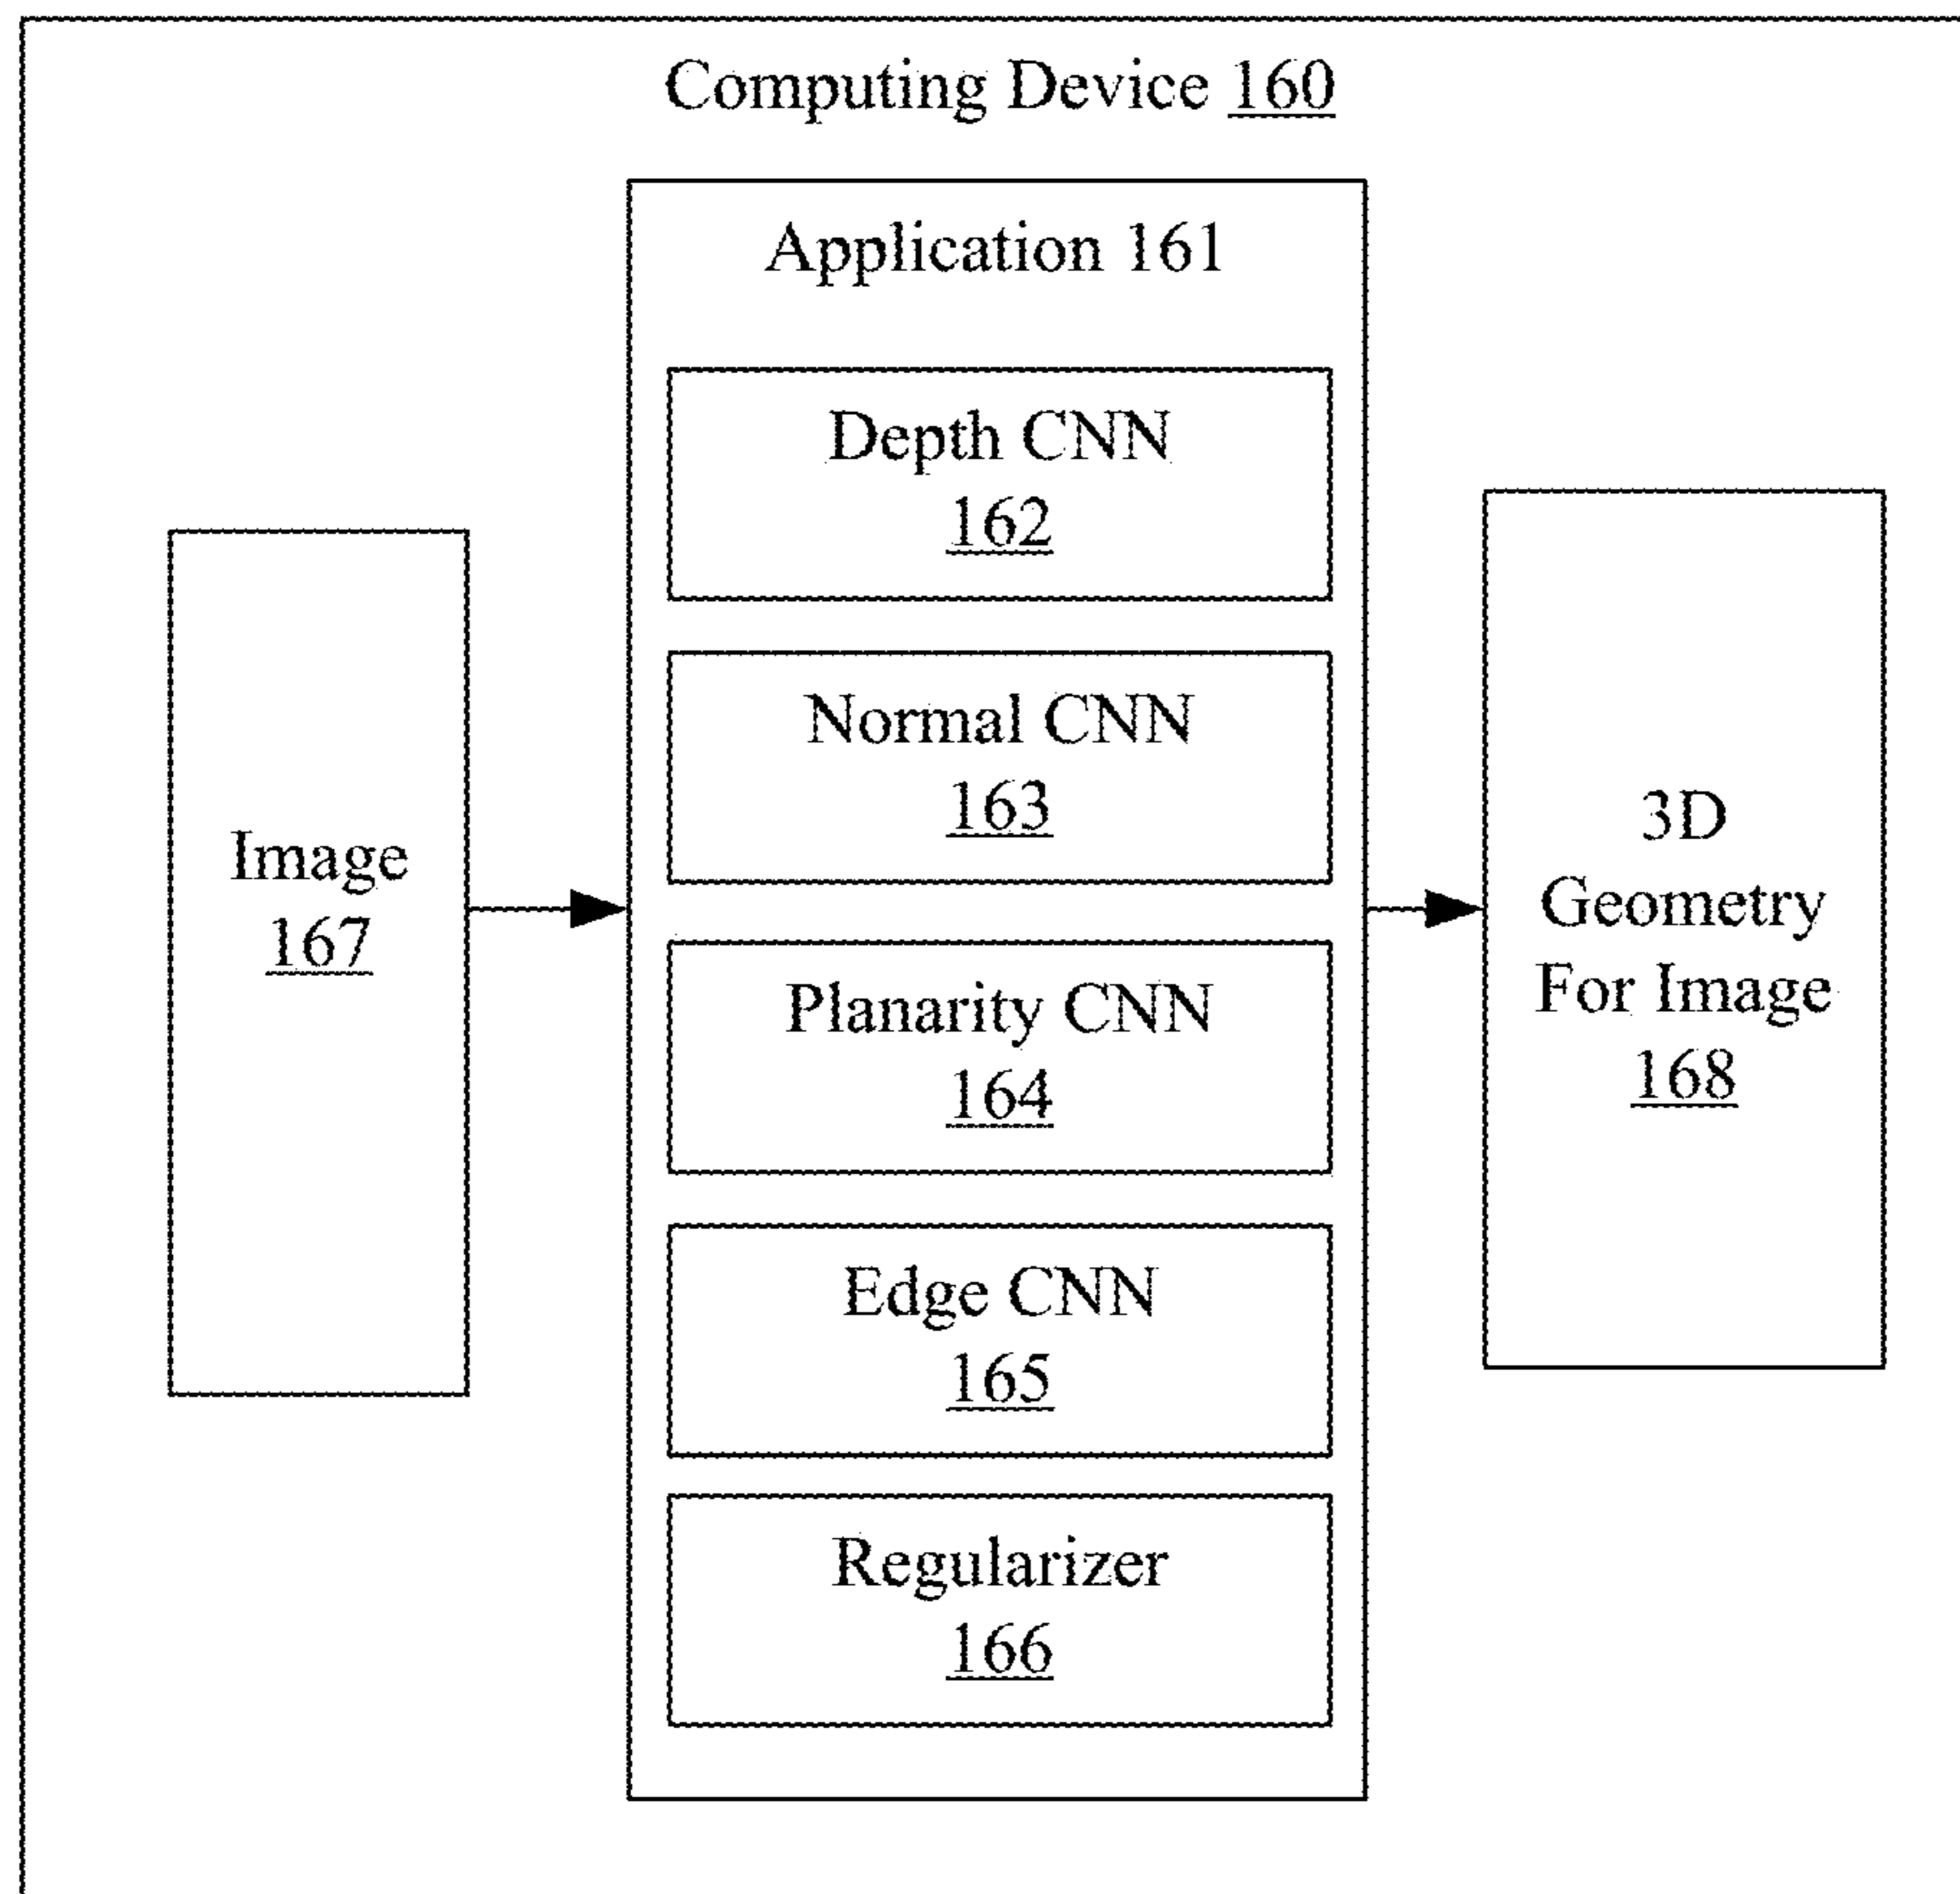 Computing Device 160
Application 161
Depth CNN
162
Normal CNN
163
Planarity CNN
164
Edge CNN
165
Regularizer
166
Image
167
3D
Geometry
For Image
168